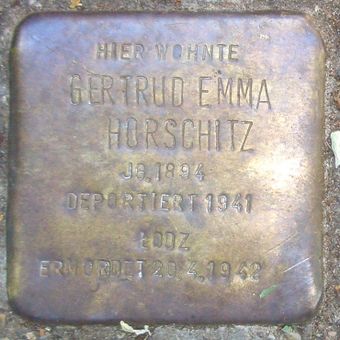 HIER WOHNTE
GERTRUD EMMA
HORSCHITZ
JG. 1894
DEPORTIERT 1941
LODZ
ERMORDET 20.4.1942